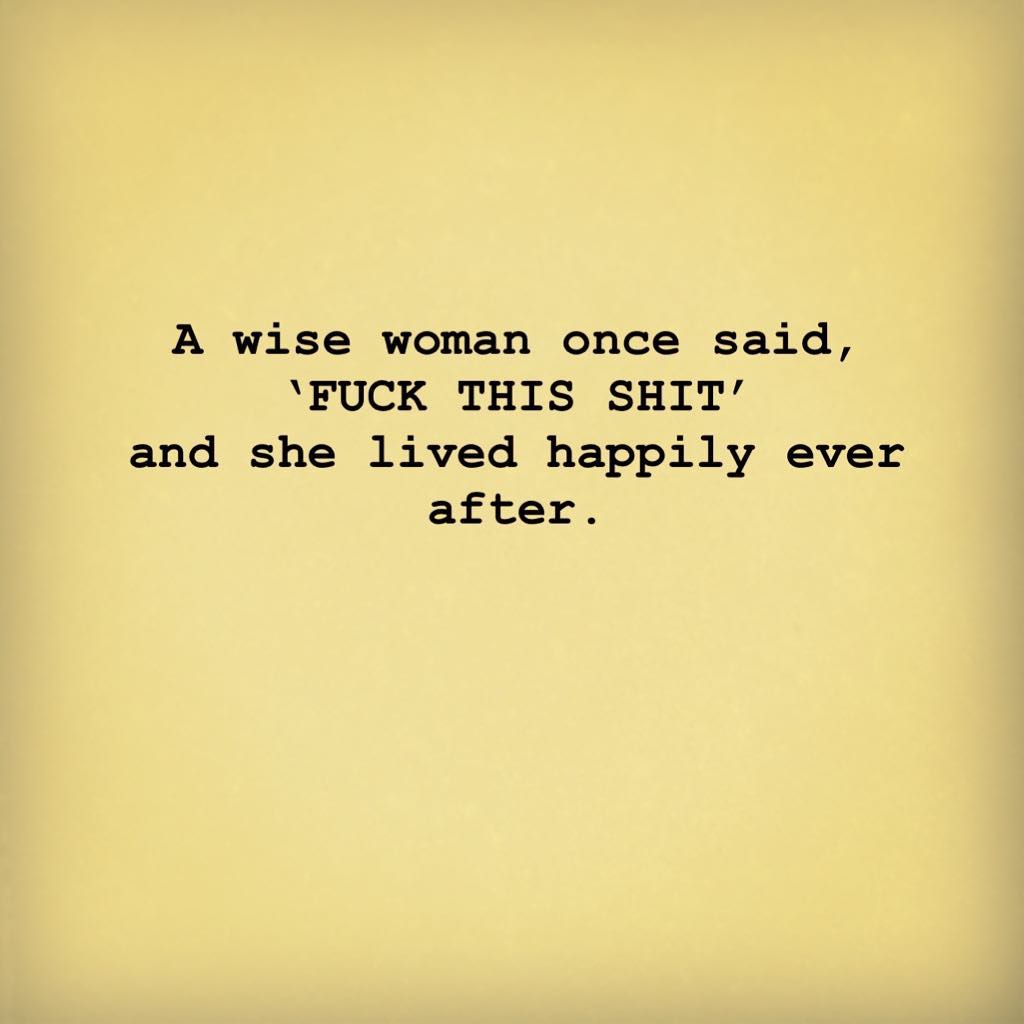 A wise woman once said,
‘FUCK THIS SHIT’
and she lived happily ever
after.